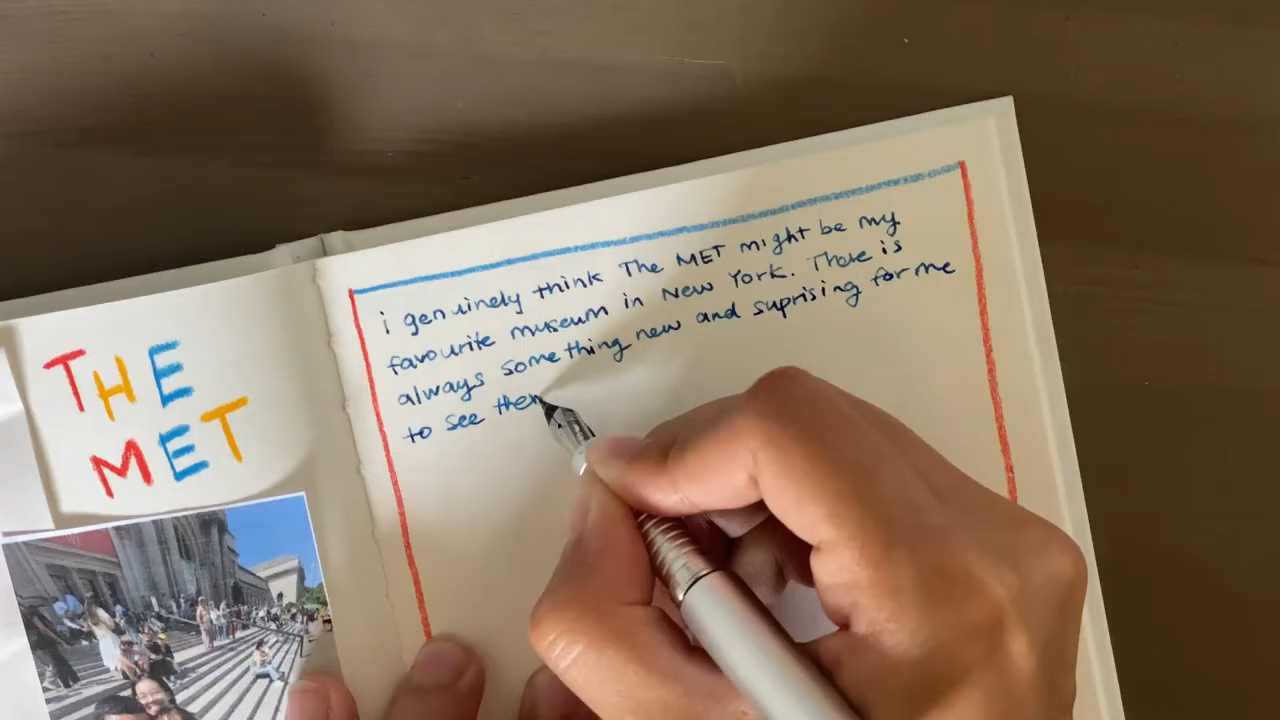 THE
MET
i genuinely think The MET might be my
favourite museum in New York. There is
always something new and suprising for me
to see there